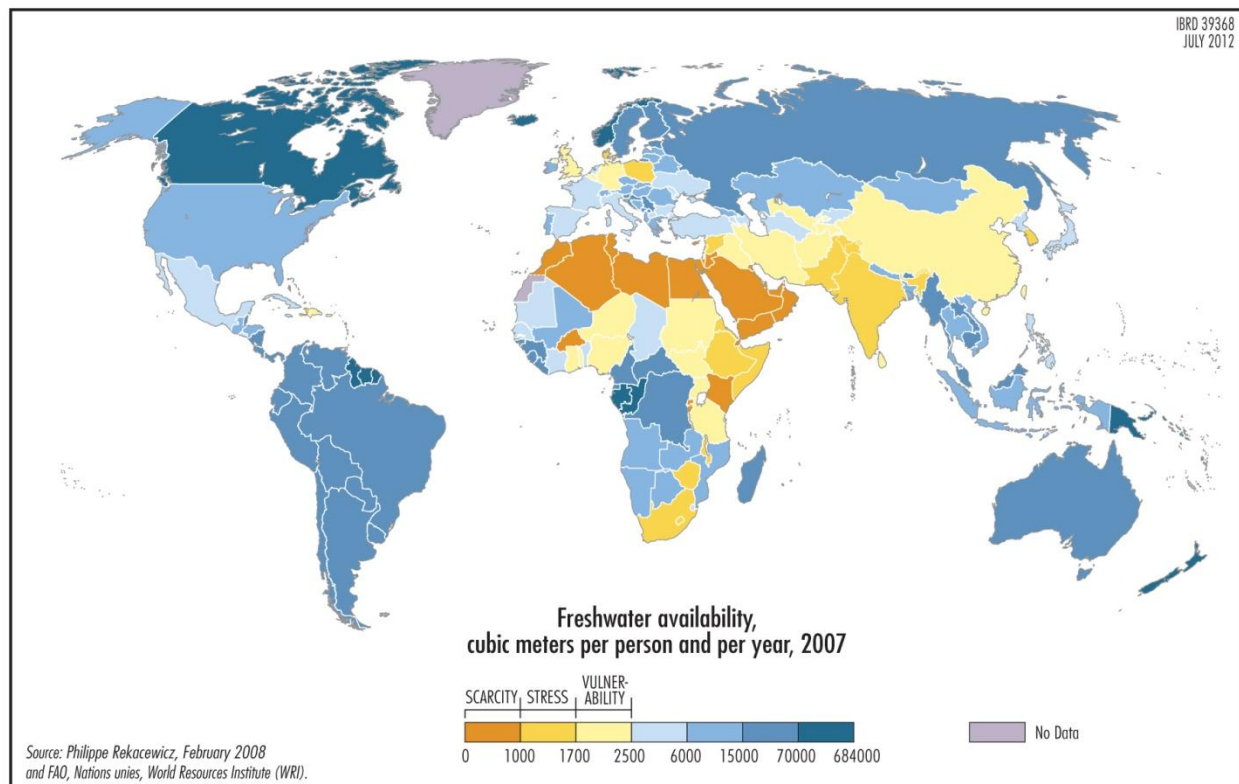 IBRD 39368
JULY 2012
Freshwater availability,
cubic meters per person and per year, 2007
SCARCITY STRESS VULNER-
ABILITY
0 1000 1700 2500 6000 15000 70000 684000
No Data
Source: Philippe Rekacewicz, February 2008
and FAO, Nations unies, World Resources Institute (WRI).